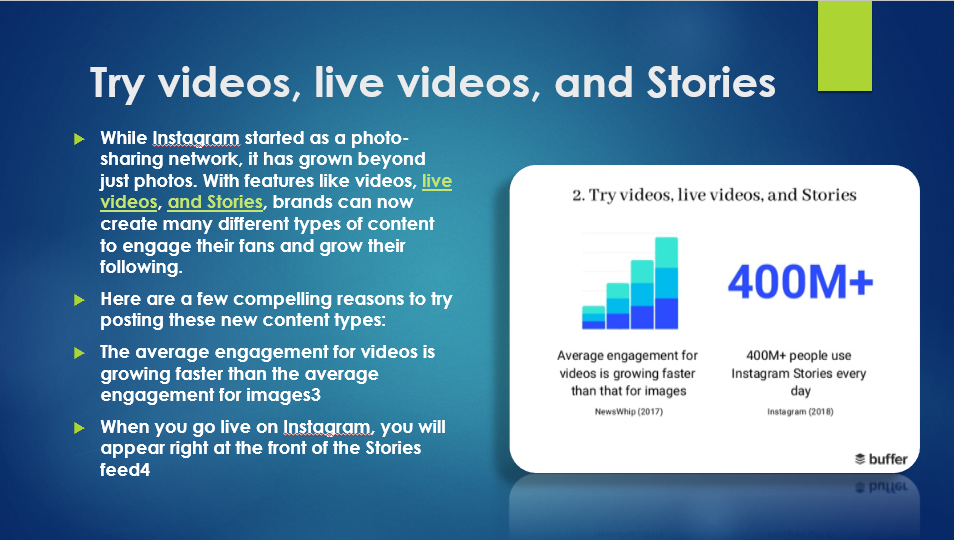 Try videos, live videos, and Stories
While Instagram started as a photo-
sharing network, it has grown beyond
just photos. With features like videos, live
videos, and Stories, brands can now
create many different types of content
to engage their fans and grow their
following.
Here are a few compelling reasons to try
posting these new content types:
The average engagement for videos is
growing faster than the average
engagement for images3
When you go live on Instagram, you will
appear right at the front of the Stories
feed4
2. Try videos, live videos, and Stories
400M+
Average engagement for
videos is growing faster
than that for images
NewsWhip (2017)
400M+ people use
Instagram Stories every
day
Instagram (2018)
buffer